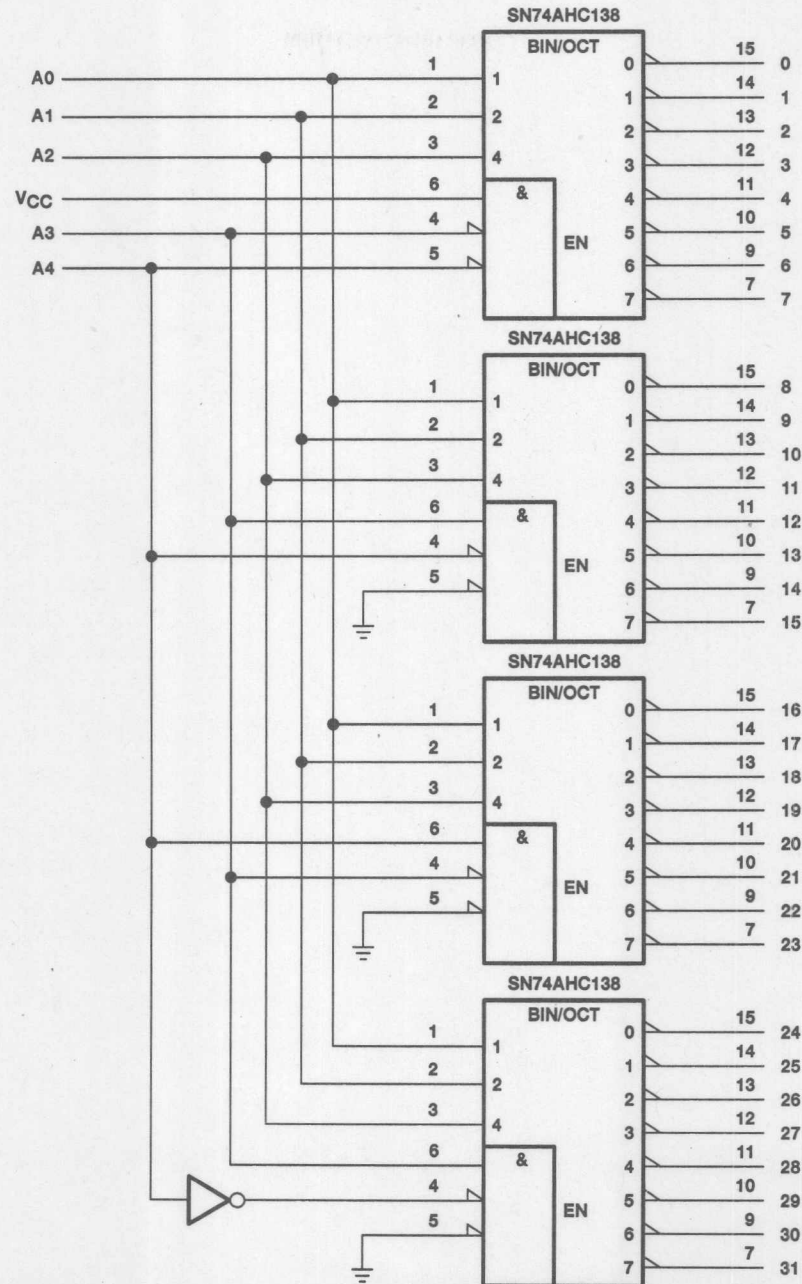 SN74AHC138
BIN/OCT
A0 1 1 0 15 0
1 14 1
A1 2 2 2 13 2
A2 3 4 3 12 3
VCC 6 & 4 11 4
A3 4 5 10 5
EN
A4 5 6 9 6
7 7 7
SN74AHC138
BIN/OCT
1 1 0 15 8
1 14 9
2 2 2 13 10
3 4 3 12 11
6 & 4 11 12
4 5 10 13
EN
5 6 9 14
7 7 15
SN74AHC138
BIN/OCT
1 1 0 15 16
1 14 17
2 2 2 13 18
3 4 3 12 19
6 & 4 11 20
4 5 10 21
EN
5 6 9 22
7 7 23
SN74AHC138
BIN/OCT
1 1 0 15 24
1 14 25
2 2 2 13 26
3 4 3 12 27
6 & 4 11 28
4 5 10 29
EN
5 6 9 30
7 7 31